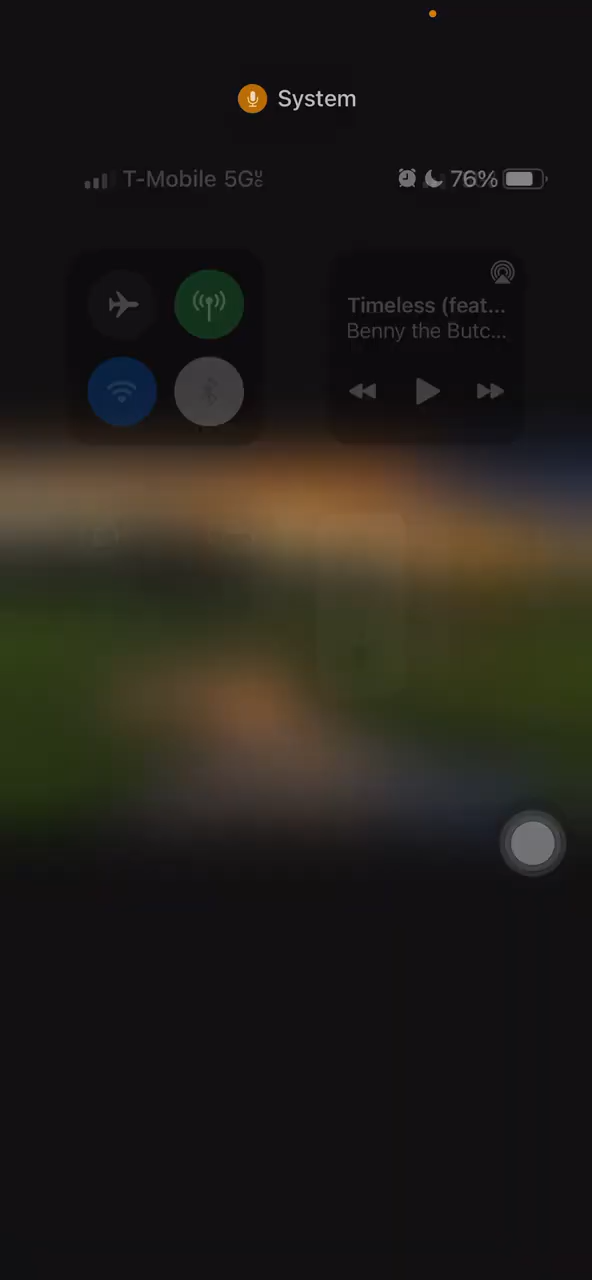 System
T-Mobile 5G
76%
Timeless (feat...
Benny the Butc...